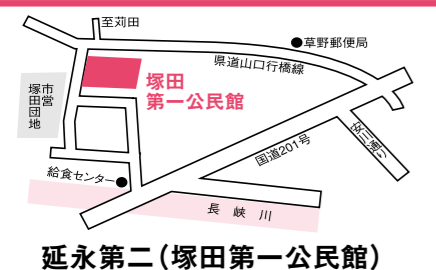 至苅田
草野郵便局
県道山口行橋線
塚田
第一公民館
市営
塚田団地
国道201号
安川通り
給食センター
長峡川
延永第二(塚田第一公民館)